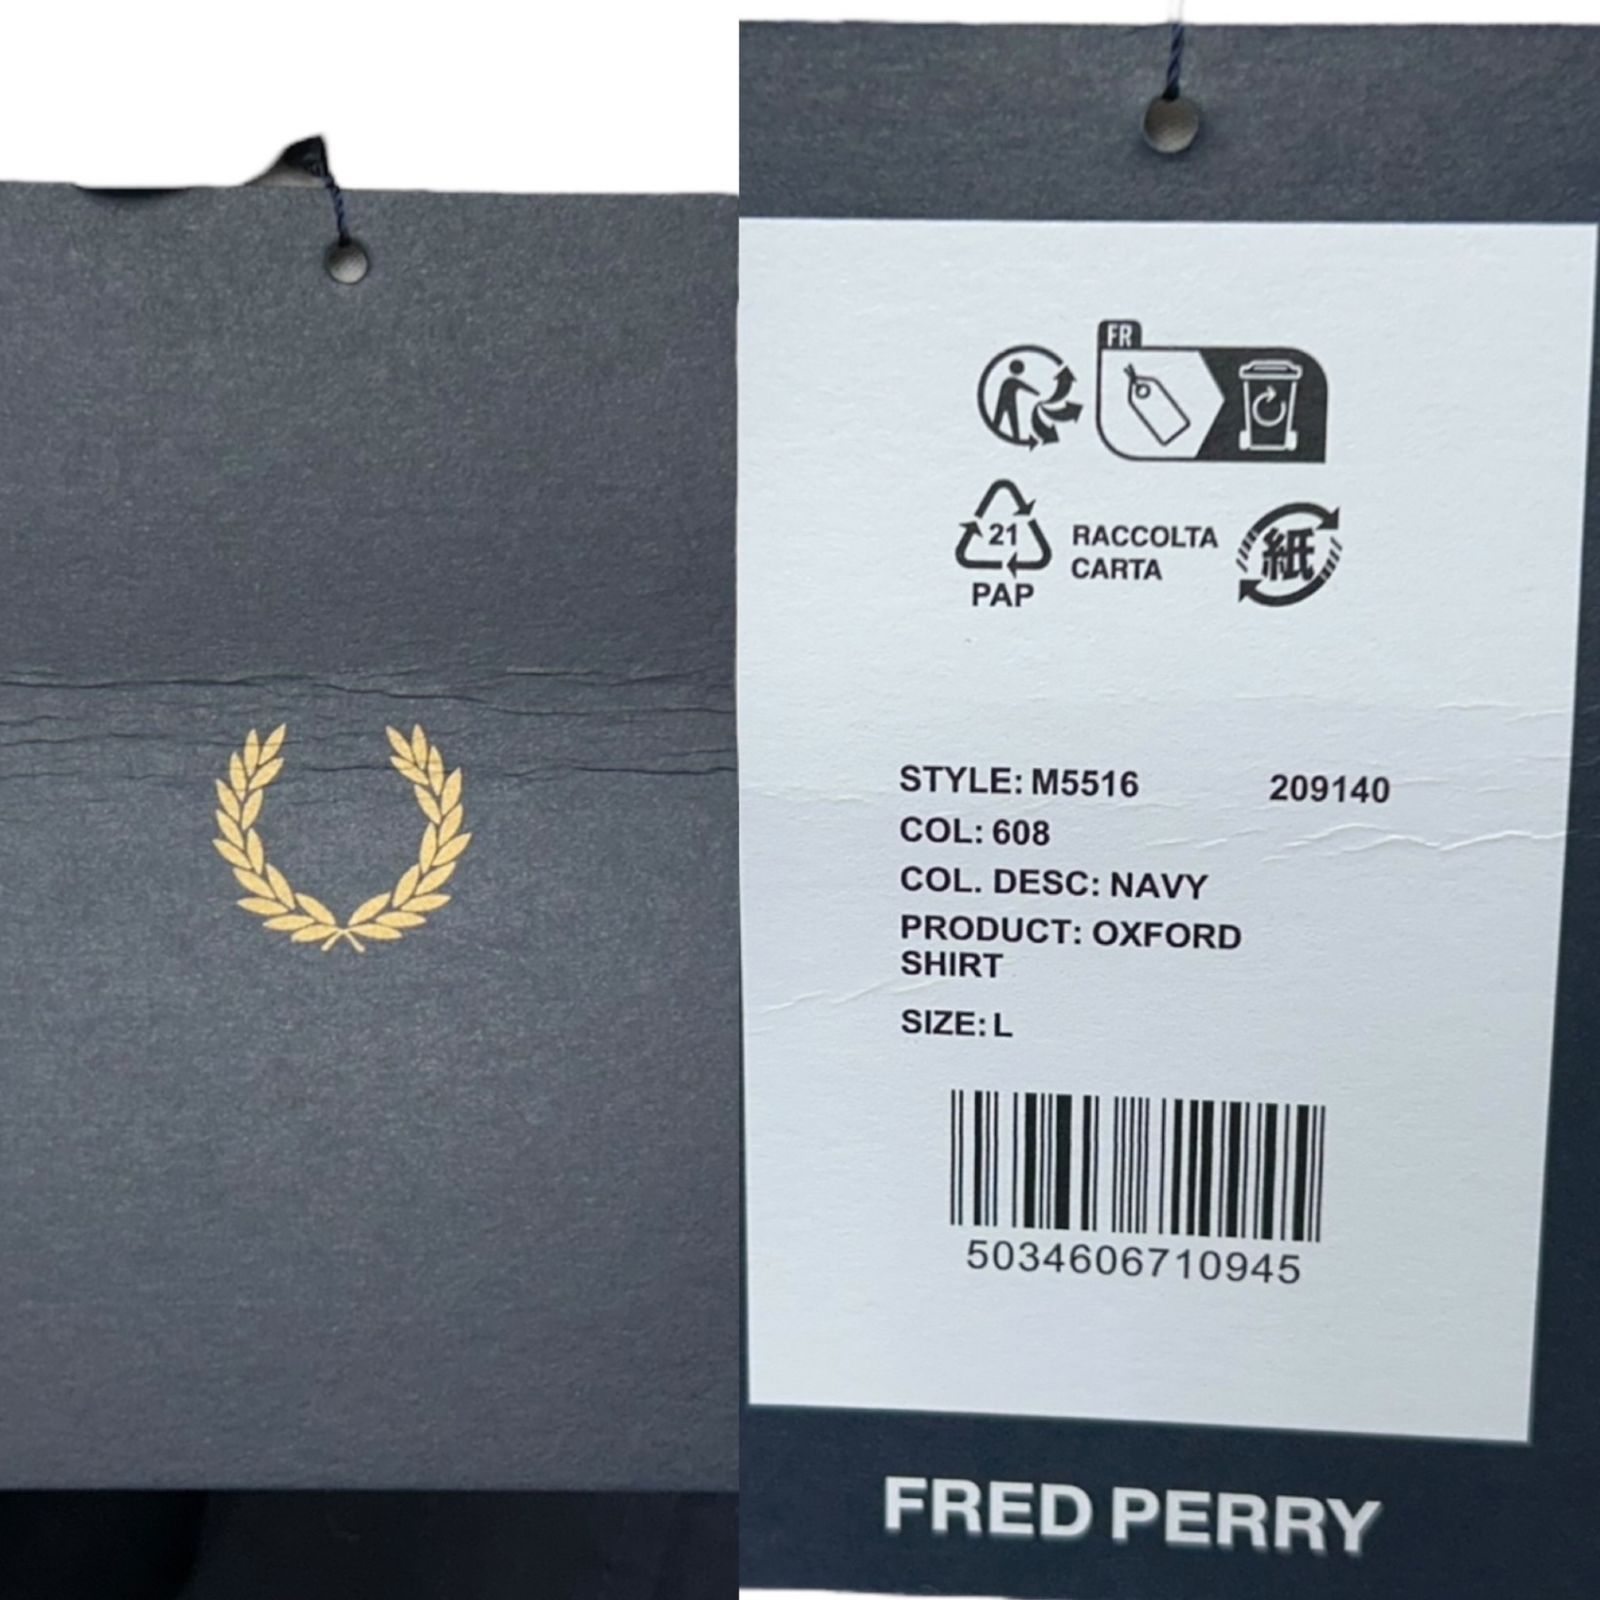 FR
21
PAP
RACCOLTA
CARTA
紙
STYLE: M5516 209140
COL: 608
COL. DESC: NAVY
PRODUCT: OXFORD
SHIRT
SIZE: L
5034606710945
FRED PERRY